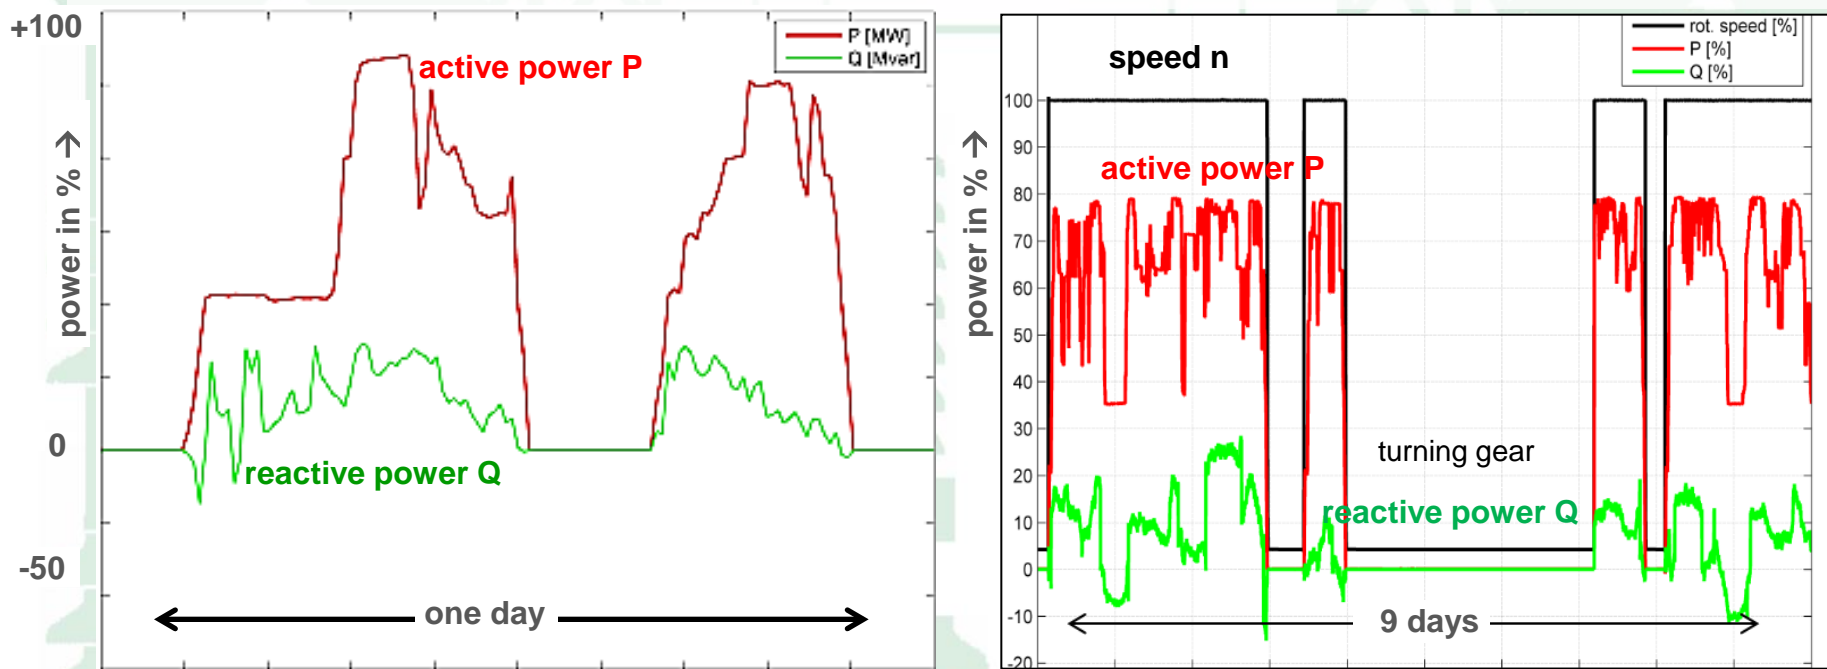 +100
P [MW]
Q [Mvar]
active power P
power in % →
0
reactive power Q
-50
one day
rot. speed [%]
P [%]
Q [%]
speed n
100
90
active power P
80
70
60
power in % →
50
40
30
turning gear
20
reactive power Q
10
0
-10
9 days
-20